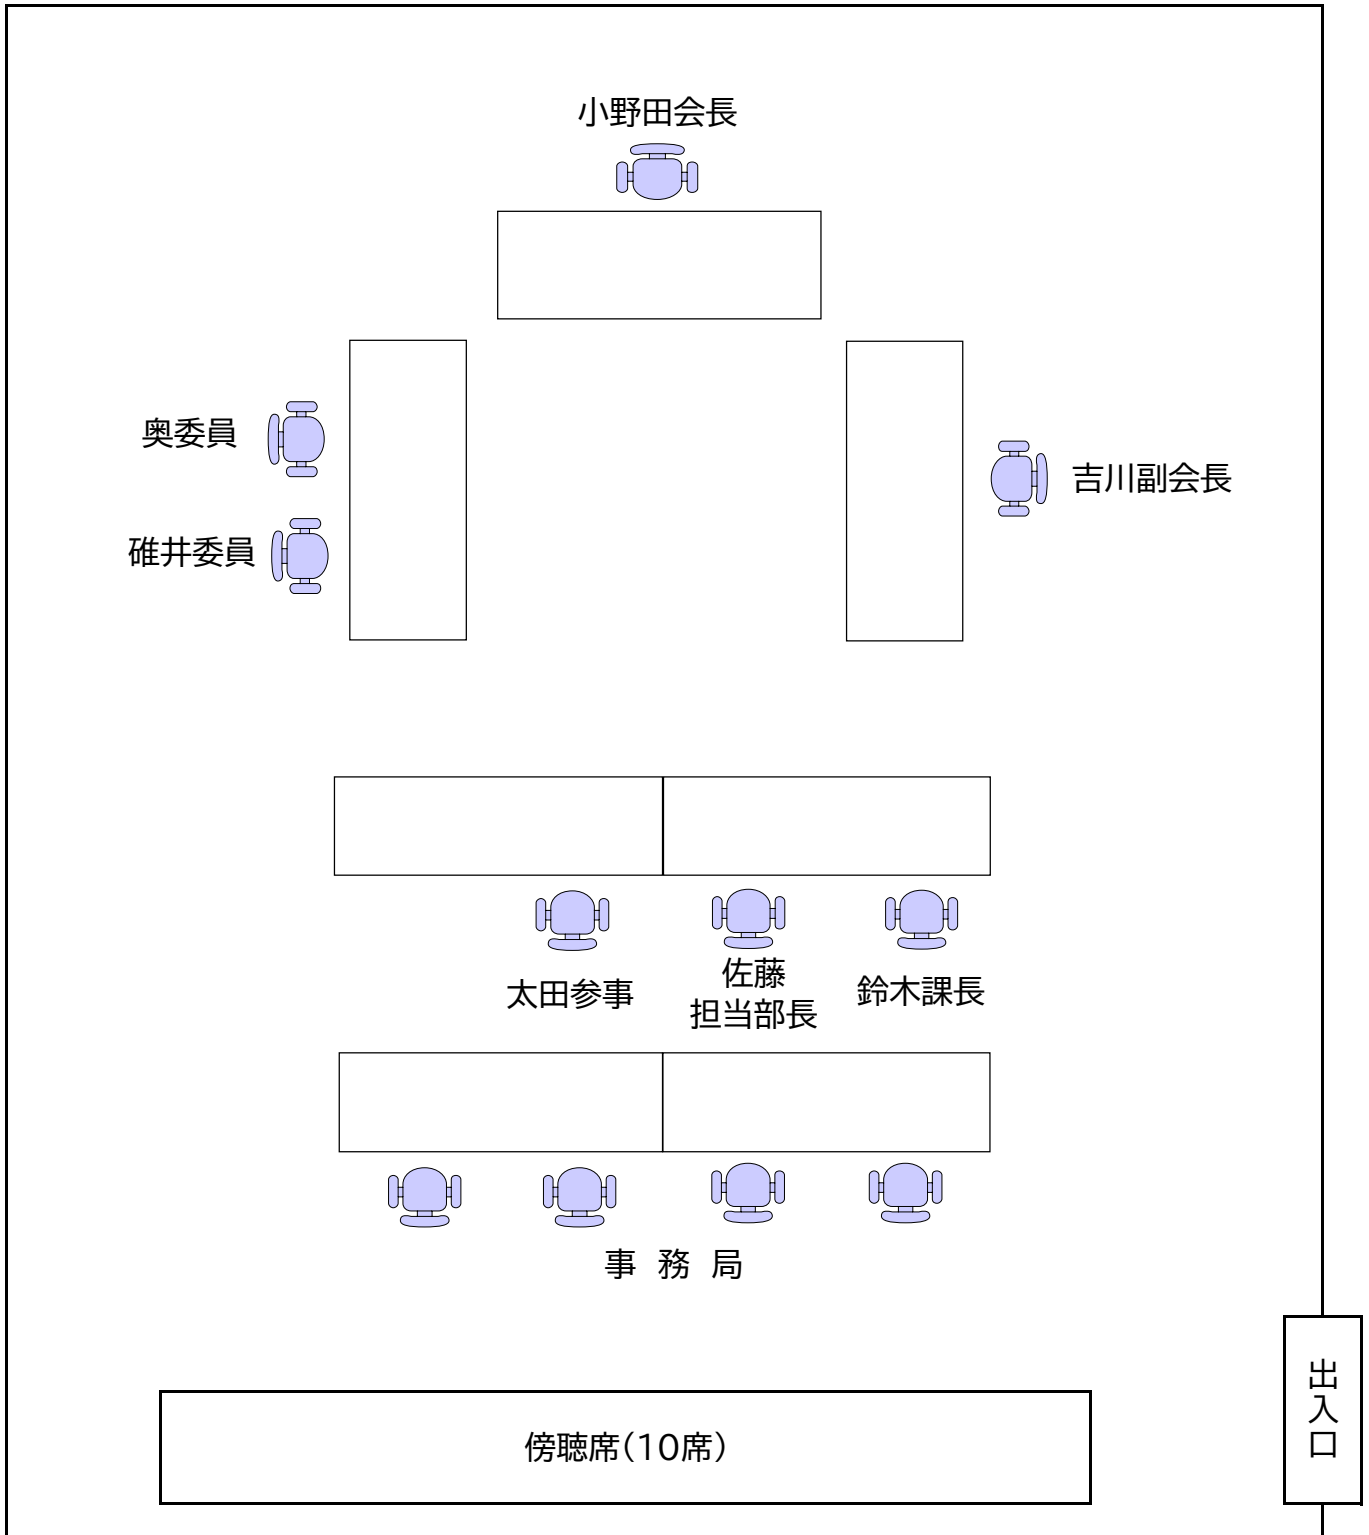 小野田会長
奥委員
吉川副会長
碓井委員
太田参事
佐藤
担当部長
鈴木課長
事 務 局
出入口
傍聴席(10席)